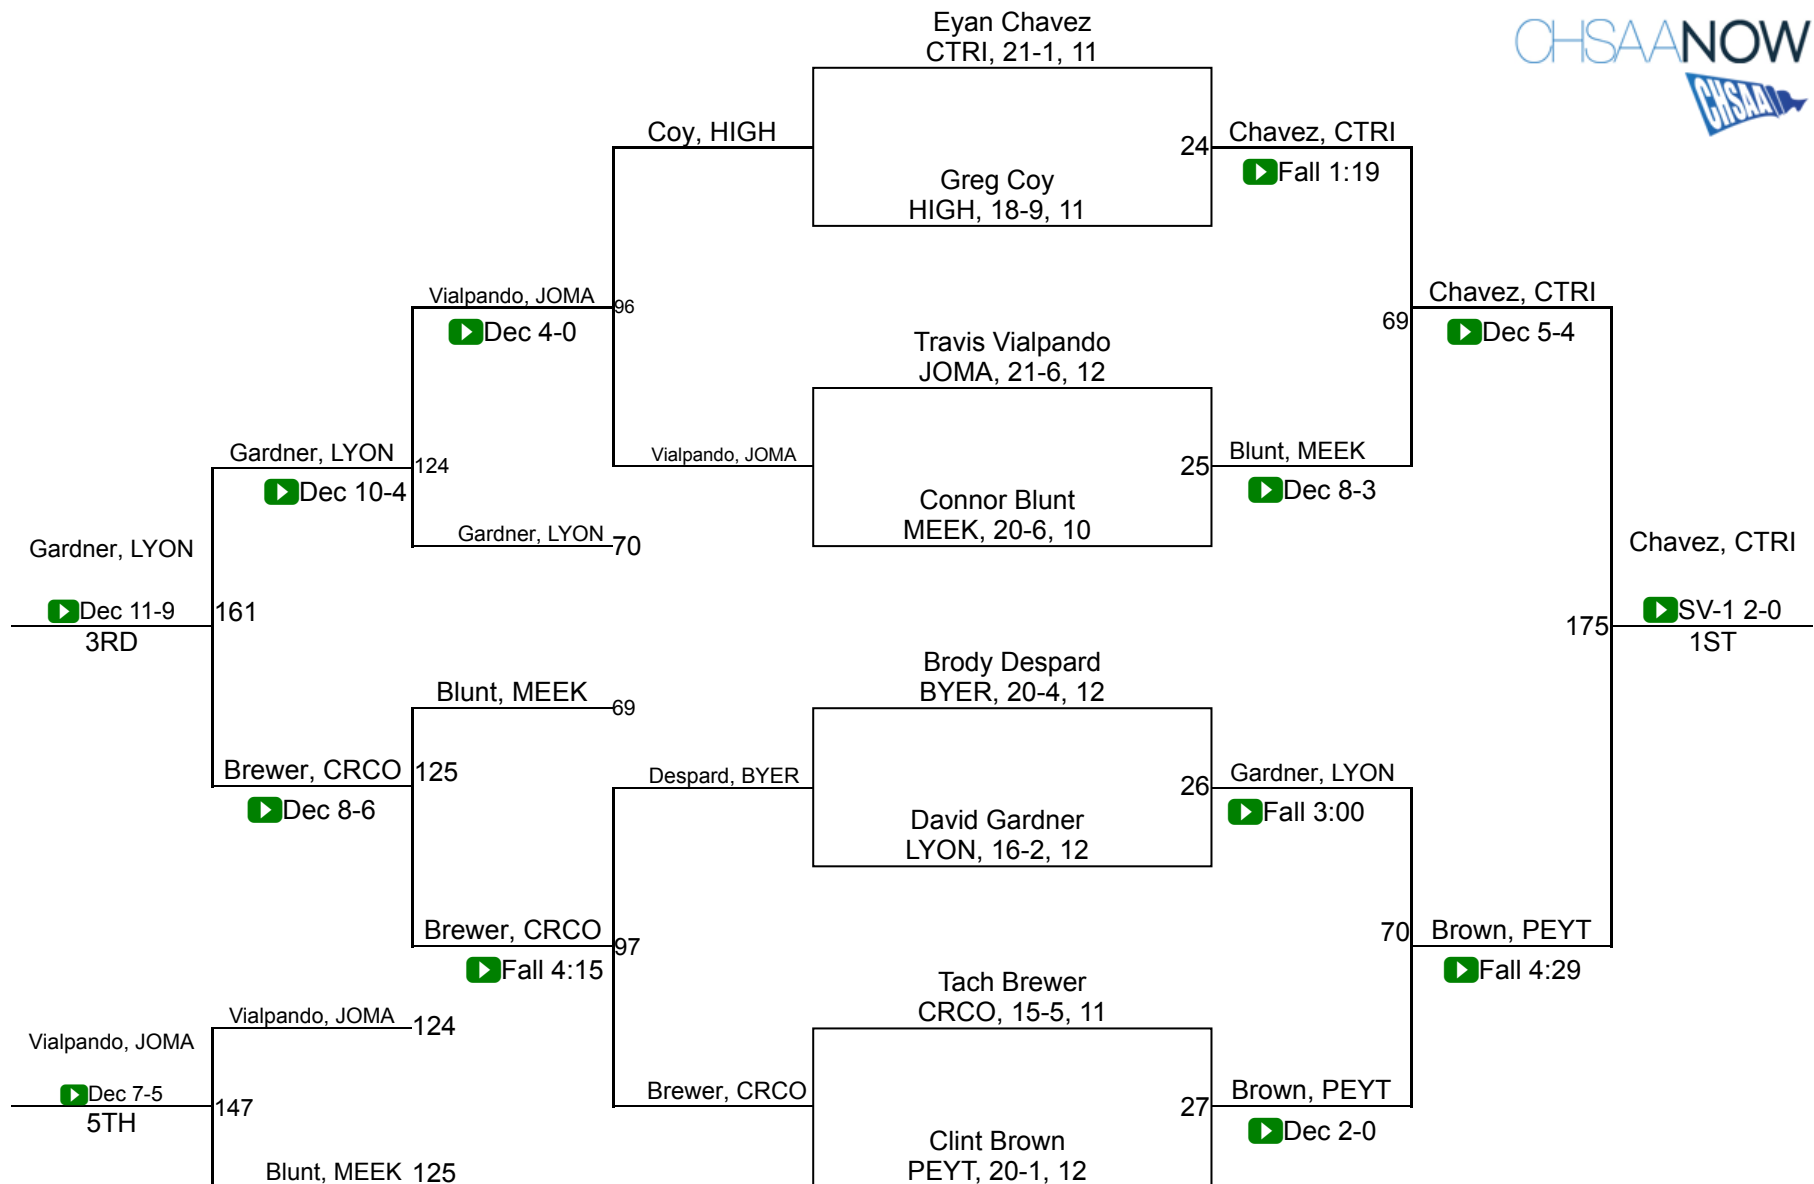 Eyan Chavez
CTRI, 21-1, 11
CHSAANOW
CHSAA
Coy, HIGH
24
Chavez, CTRI
Fall 1:19
Greg Coy
HIGH, 18-9, 11
Vialpando, JOMA
96
Dec 4-0
Chavez, CTRI
69
Dec 5-4
Travis Vialpando
JOMA, 21-6, 12
Gardner, LYON
124
Dec 10-4
Vialpando, JOMA
25
Blunt, MEEK
Dec 8-3
Connor Blunt
MEEK, 20-6, 10
Gardner, LYON
70
Gardner, LYON
Dec 11-9
161
3RD
Chavez, CTRI
175
SV-1 2-0
1ST
Brody Despard
BYER, 20-4, 12
Blunt, MEEK
69
Brewer, CRCO
125
Dec 8-6
Despard, BYER
26
Gardner, LYON
Fall 3:00
David Gardner
LYON, 16-2, 12
Brewer, CRCO
97
Fall 4:15
70
Brown, PEYT
Fall 4:29
Tach Brewer
CRCO, 15-5, 11
Vialpando, JOMA
124
Vialpando, JOMA
Dec 7-5
147
5TH
Brewer, CRCO
27
Brown, PEYT
Dec 2-0
Clint Brown
PEYT, 20-1, 12
Blunt, MEEK
125